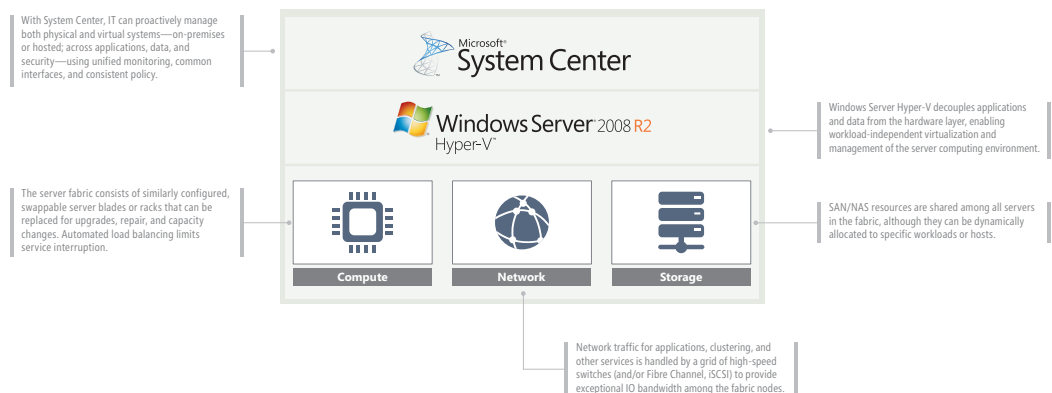 With System Center, IT can proactively manage
both physical and virtual systems—on-premises
or hosted; across applications, data, and
security—using unified monitoring, common
interfaces, and consistent policy.
Microsoft®
System Center™
Windows Server® 2008 R2
Hyper-V™
Windows Server Hyper-V decouples applications
and data from the hardware layer, enabling
workload-independent virtualization and
management of the server computing environment.
The server fabric consists of similarly configured,
swappable server blades or racks that can be
replaced for upgrades, repair, and capacity
changes. Automated load balancing limits
service interruption.
SAN/NAS resources are shared among all servers
in the fabric, although they can be dynamically
allocated to specific workloads or hosts.
Compute
Network
Storage
Network traffic for applications, clustering, and
other services is handled by a grid of high-speed
switches (and/or Fibre Channel, iSCSI) to provide
exceptional IO bandwidth among the fabric nodes.